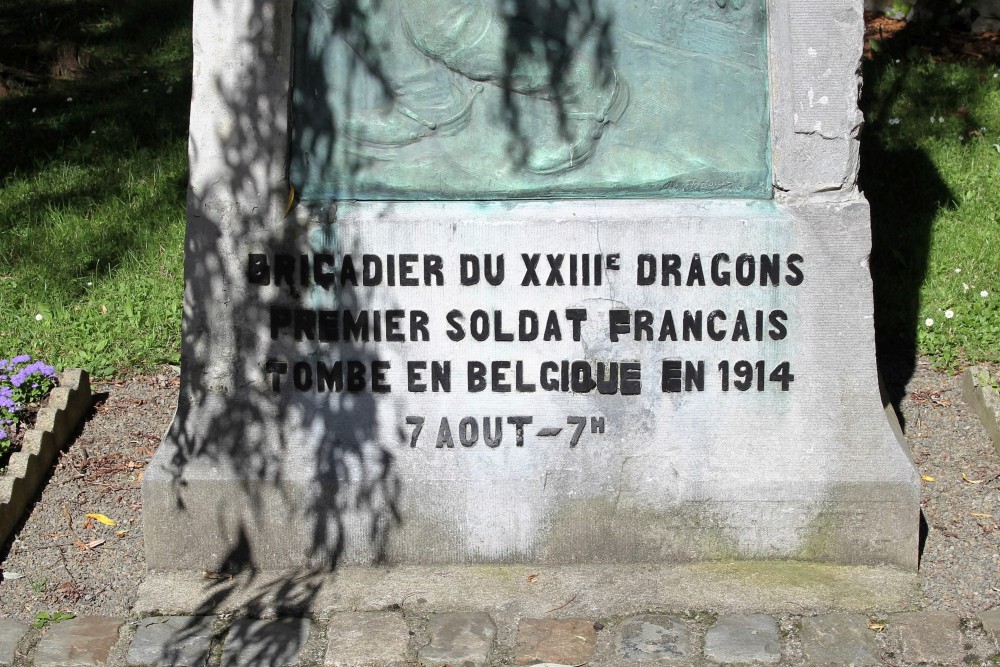 BRIGADIER DU XXIIIᴱ DRAGONS
PREMIER SOLDAT FRANCAIS
TOMBE EN BELGIQUE EN 1914
7 AOUT - 7ᴴ